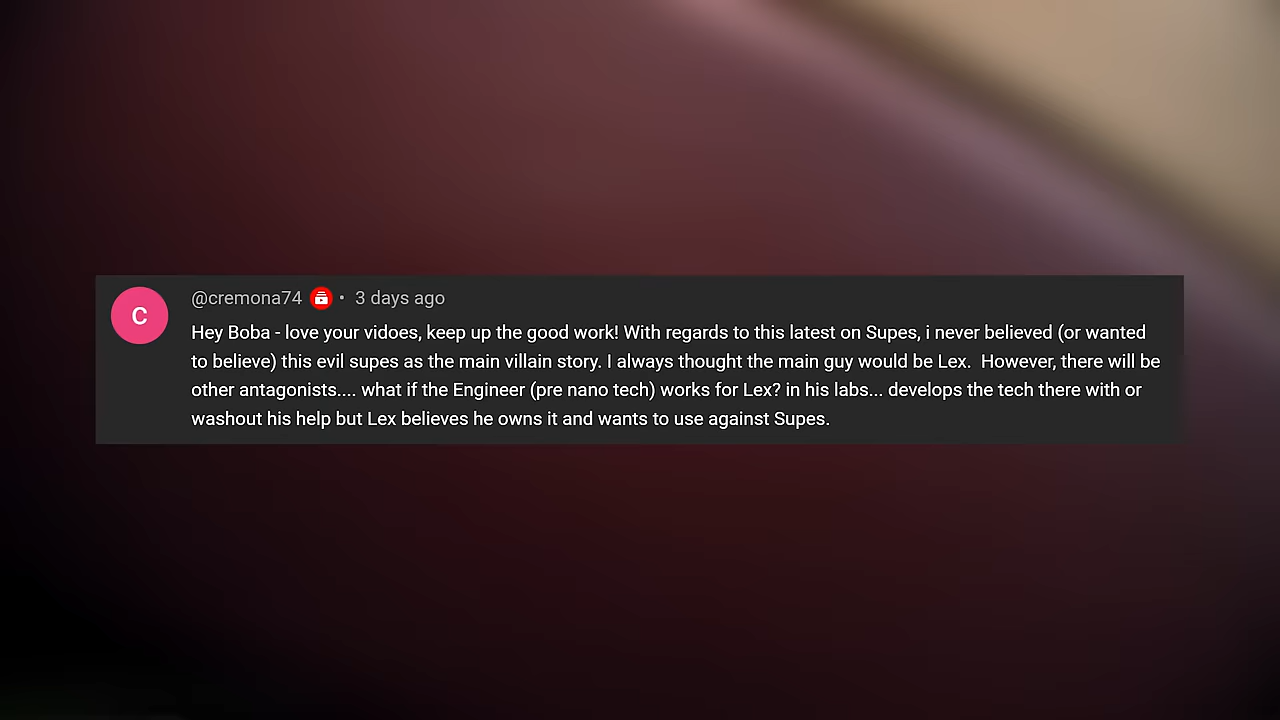 C
@cremona74 • 3 days ago
Hey Boba - love your vidoes, keep up the good work! With regards to this latest on Supes, i never believed (or wanted
to believe) this evil supes as the main villain story. I always thought the main guy would be Lex.  However, there will be
other antagonists.... what if the Engineer (pre nano tech) works for Lex? in his labs... develops the tech there with or
washout his help but Lex believes he owns it and wants to use against Supes.